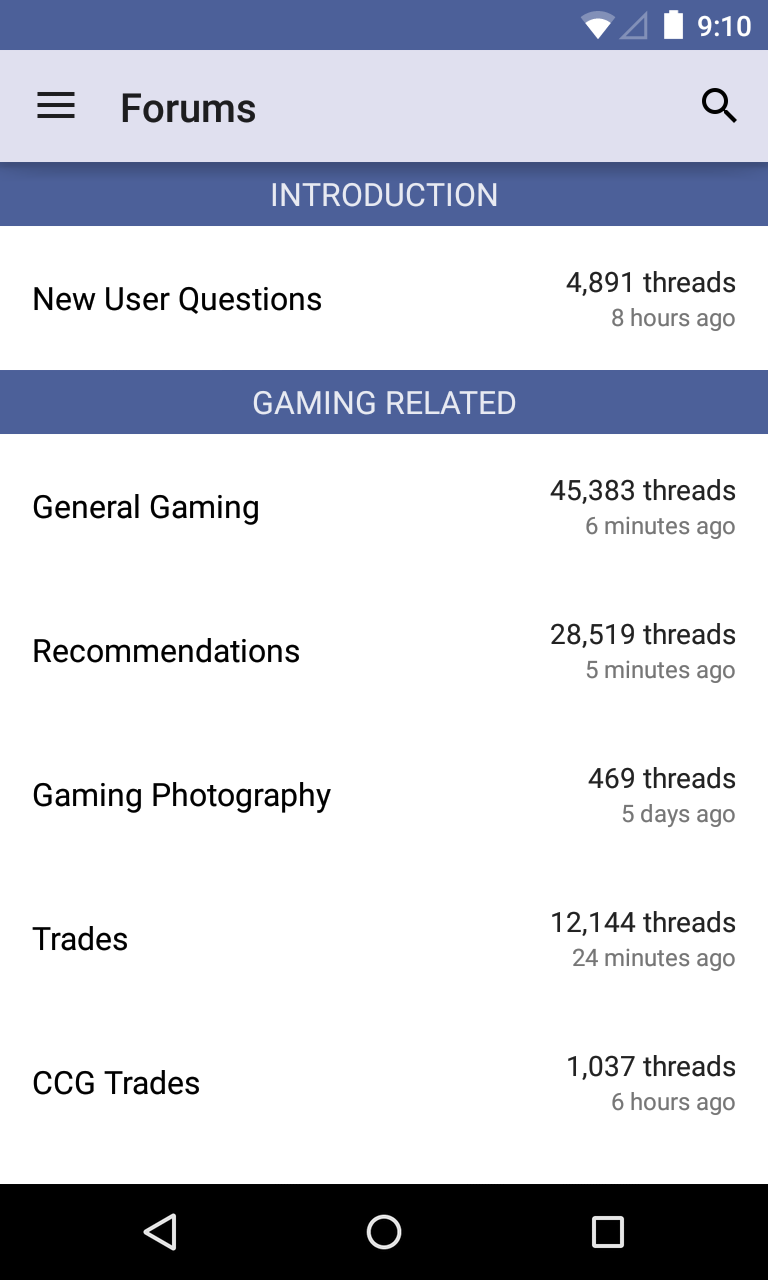 9:10
Forums
INTRODUCTION
New User Questions
4,891 threads
8 hours ago
GAMING RELATED
General Gaming
45,383 threads
6 minutes ago
Recommendations
28,519 threads
5 minutes ago
Gaming Photography
469 threads
5 days ago
Trades
12,144 threads
24 minutes ago
CCG Trades
1,037 threads
6 hours ago